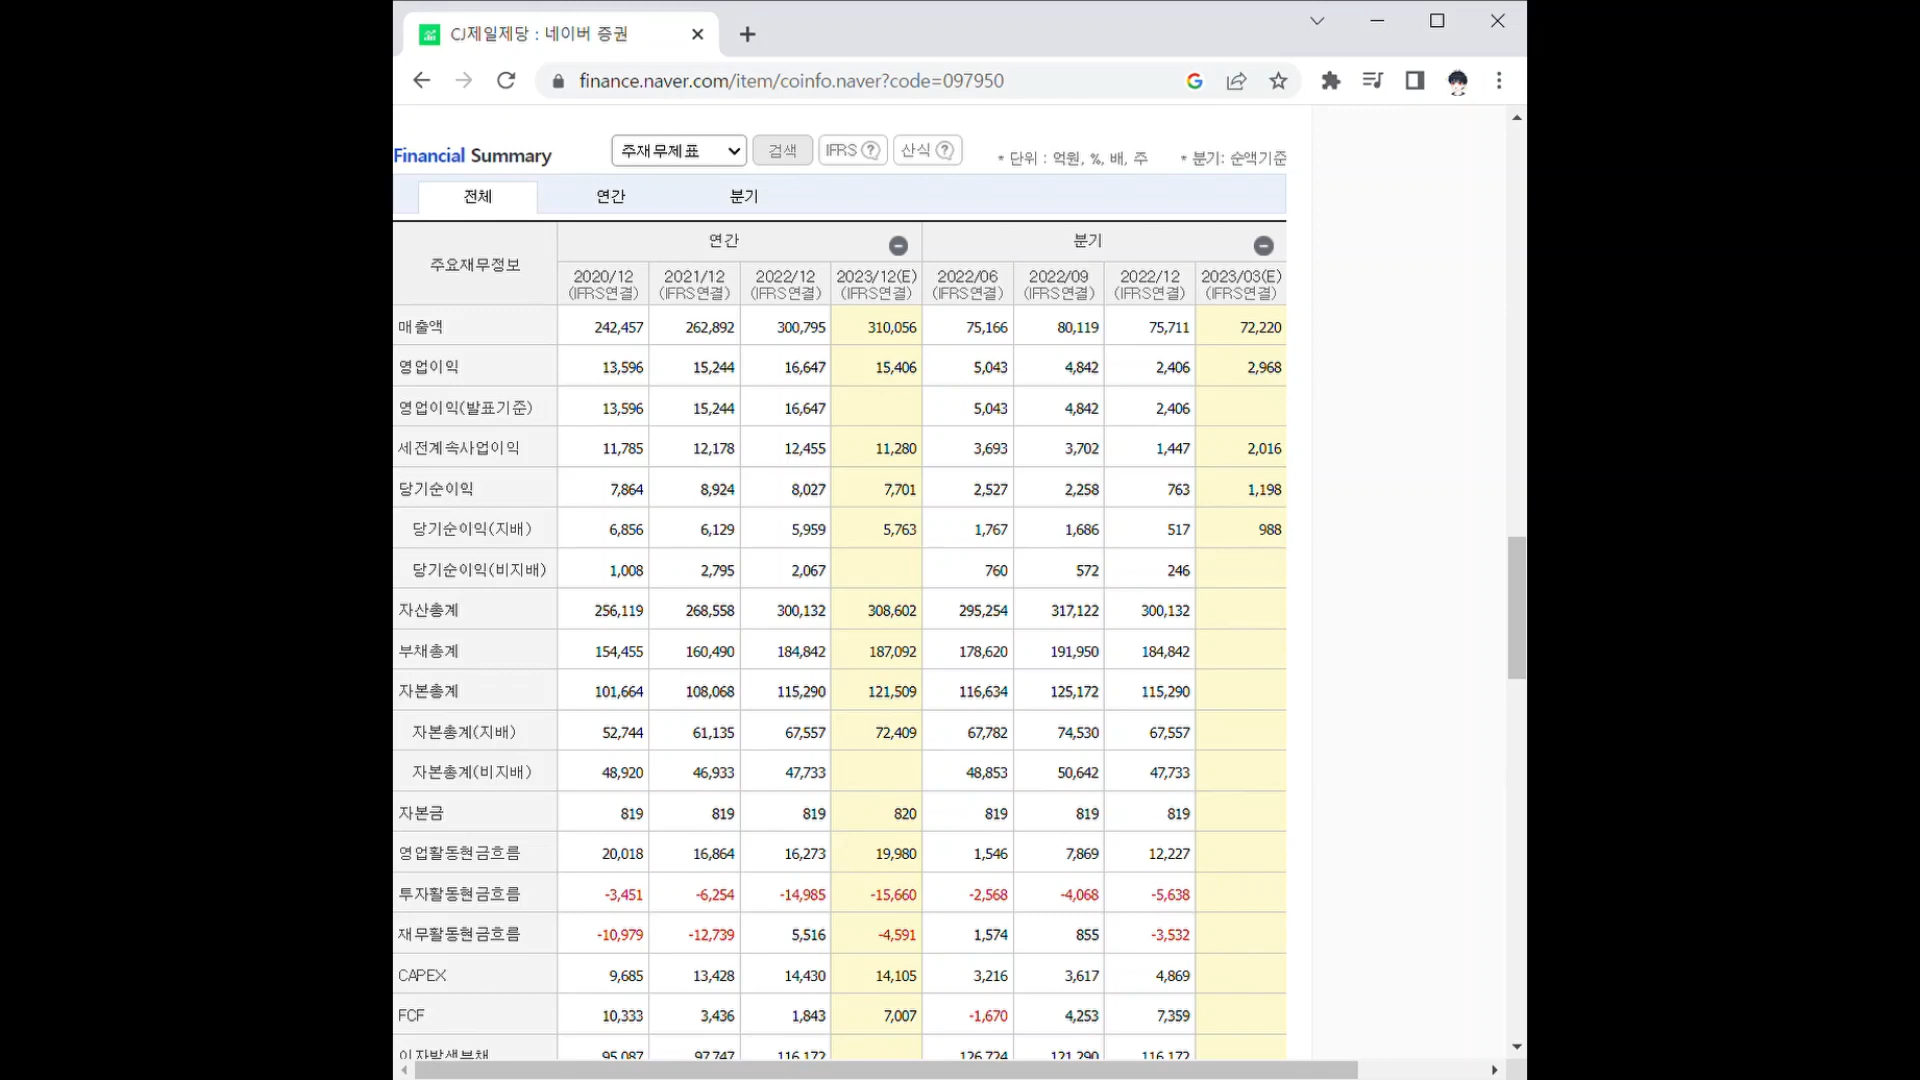 CJ제일제당 : 네이버 증권
finance.naver.com/item/coinfo.naver?code=097950
Financial Summary 주재무제표 검색 IFRS ? 산식 ? * 단위 : 억원, %, 배, 주 * 분기: 순액기준
전체 연간 분기
주요재무정보 연간 분기
2020/12 2021/12 2022/12 2023/12(E) 2022/06 2022/09 2022/12 2023/03(E)
(IFRS연결) (IFRS연결) (IFRS연결) (IFRS연결) (IFRS연결) (IFRS연결) (IFRS연결) (IFRS연결)
매출액 242,457 262,892 300,795 310,056 75,166 80,119 75,711 72,220
영업이익 13,596 15,244 16,647 15,406 5,043 4,842 2,406 2,968
영업이익(발표기준) 13,596 15,244 16,647 5,043 4,842 2,406
세전계속사업이익 11,785 12,178 12,455 11,280 3,693 3,702 1,447 2,016
당기순이익 7,864 8,924 8,027 7,701 2,527 2,258 763 1,198
당기순이익(지배) 6,856 6,129 5,959 5,763 1,767 1,686 517 988
당기순이익(비지배) 1,008 2,795 2,067 760 572 246
자산총계 256,119 268,558 300,132 308,602 295,254 317,122 300,132
부채총계 154,455 160,490 184,842 187,092 178,620 191,950 184,842
자본총계 101,664 108,068 115,290 121,509 116,634 125,172 115,290
자본총계(지배) 52,744 61,135 67,557 72,409 67,782 74,530 67,557
자본총계(비지배) 48,920 46,933 47,733 48,853 50,642 47,733
자본금 819 819 819 820 819 819 819
영업활동현금흐름 20,018 16,864 16,273 19,980 1,546 7,869 12,227
투자활동현금흐름 -3,451 -6,254 -14,985 -15,660 -2,568 -4,068 -5,638
재무활동현금흐름 -10,979 -12,739 5,516 -4,591 1,574 855 -3,532
CAPEX 9,685 13,428 14,430 14,105 3,216 3,617 4,869
FCF 10,333 3,436 1,843 7,007 -1,670 4,253 7,359
이자발생부채 95,087 97,747 116,172 126,724 121,290 116,172